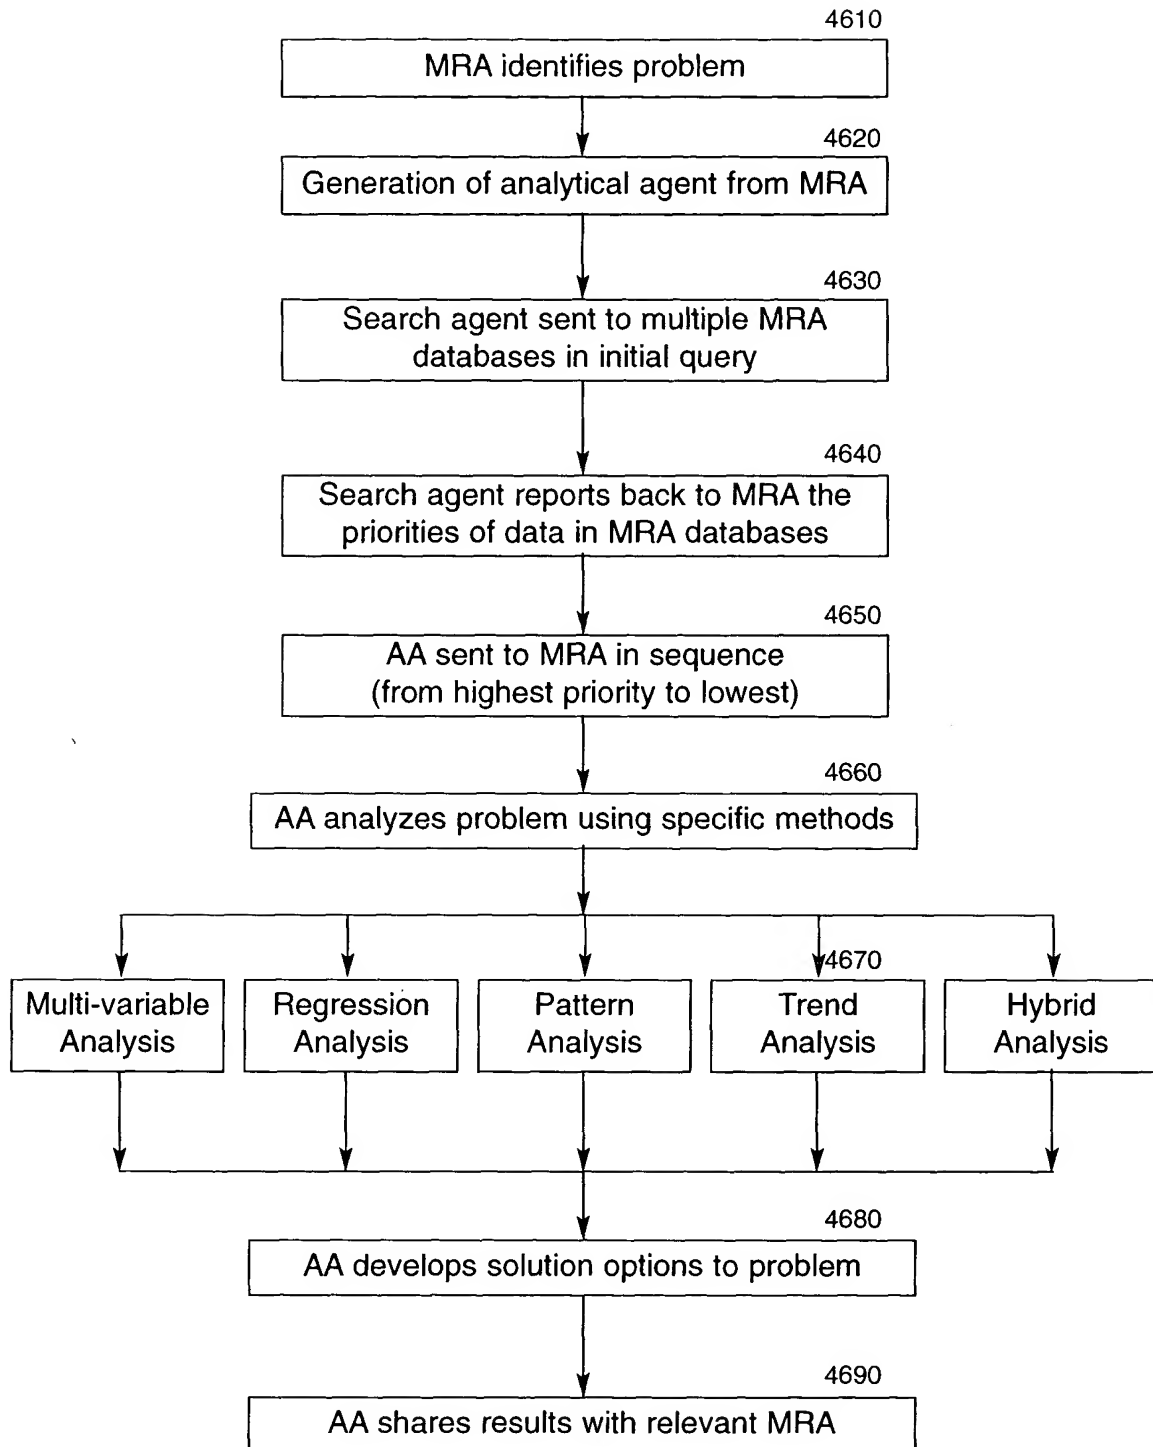 4610
MRA identifies problem
4620
Generation of analytical agent from MRA
4630
Search agent sent to multiple MRA
databases in initial query
4640
Search agent reports back to MRA the
priorities of data in MRA databases
4650
AA sent to MRA in sequence
(from highest priority to lowest)
4660
AA analyzes problem using specific methods
4670
Multi-variable
Analysis
Regression
Analysis
Pattern
Analysis
Trend
Analysis
Hybrid
Analysis
4680
AA develops solution options to problem
4690
AA shares results with relevant MRA